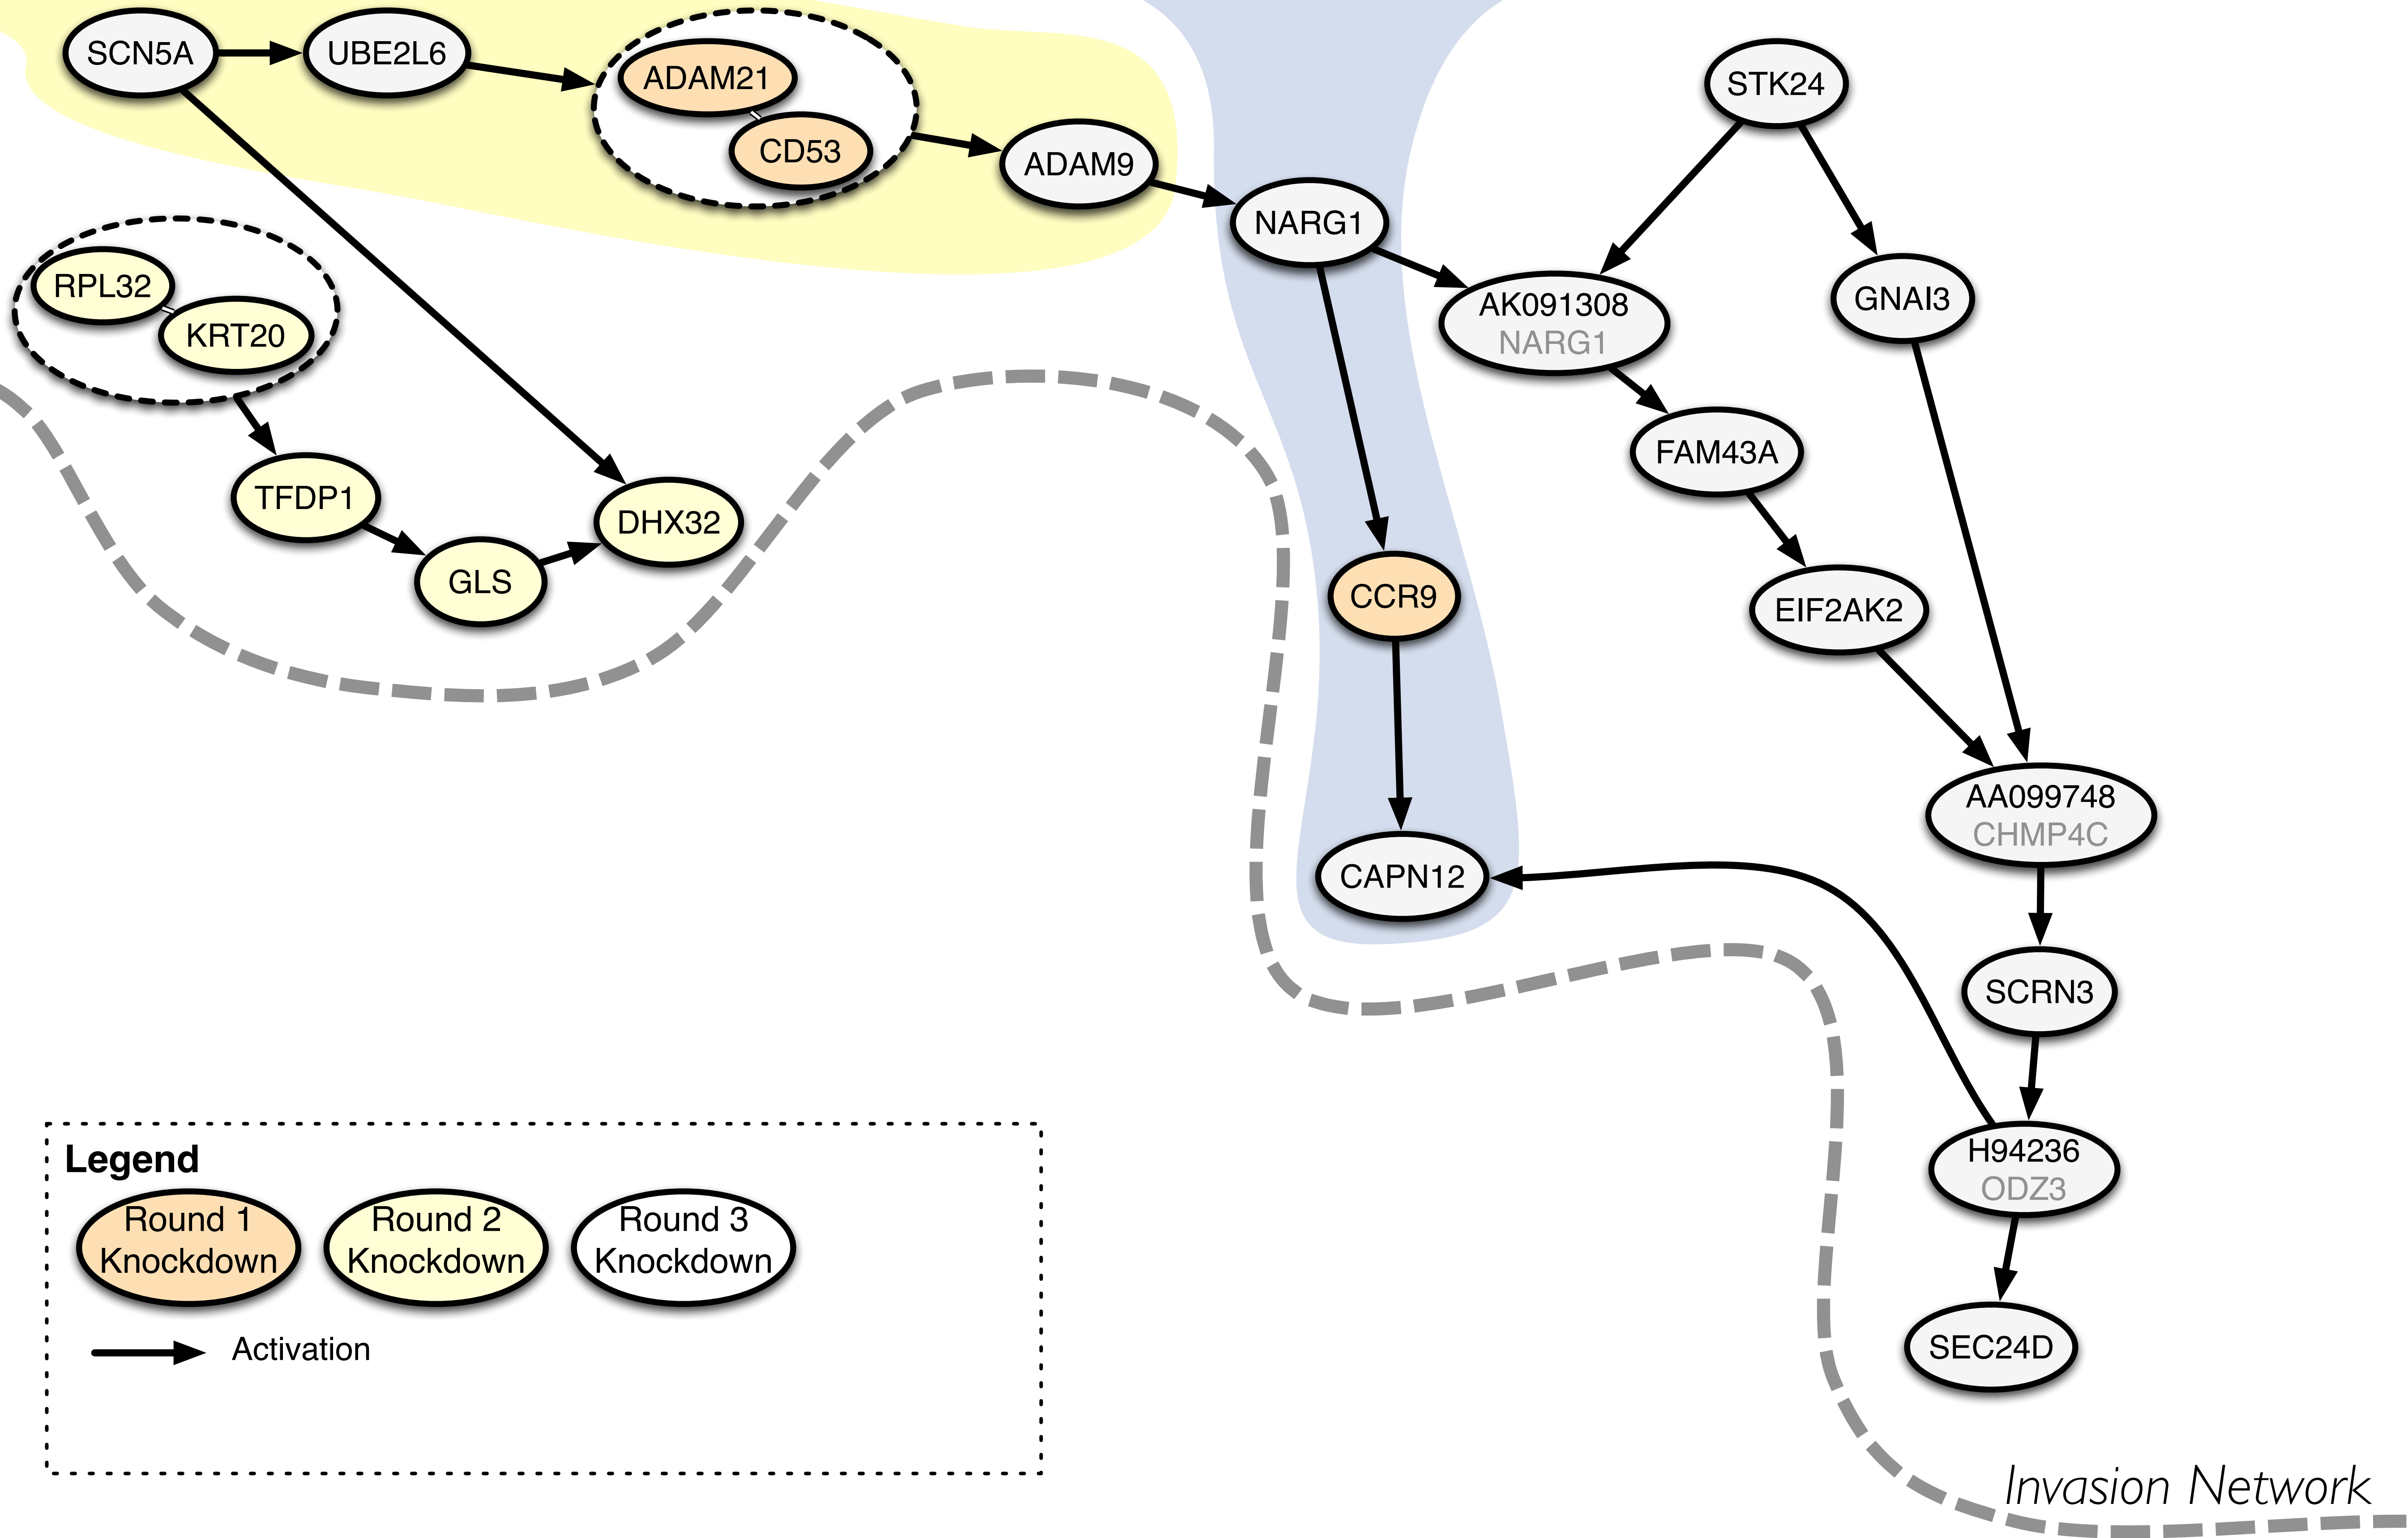 SCN5A
UBE2L6
ADAM21
CD53
ADAM9
NARG1
STK24
RPL32
KRT20
AK091308
NARG1
GNAI3
FAM43A
TFDP1
GLS
DHX32
CCR9
EIF2AK2
AA099748
CHMP4C
CAPN12
SCRN3
H94236
ODZ3
SEC24D
Legend
Round 1
Knockdown
Round 2
Knockdown
Round 3
Knockdown
Activation
Invasion Network